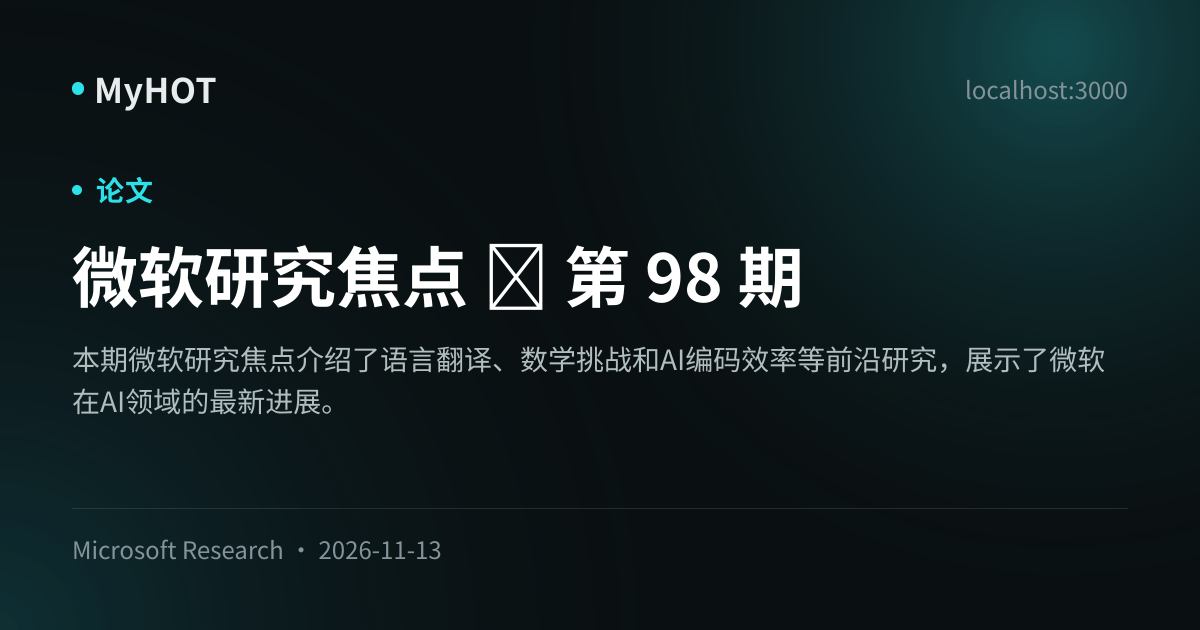 MyHOT
localhost:3000
论文
微软研究焦点 第 98 期
本期微软研究焦点介绍了语言翻译、数学挑战和AI编码效率等前沿研究，展示了微软
在AI领域的最新进展。
Microsoft Research • 2026-11-13